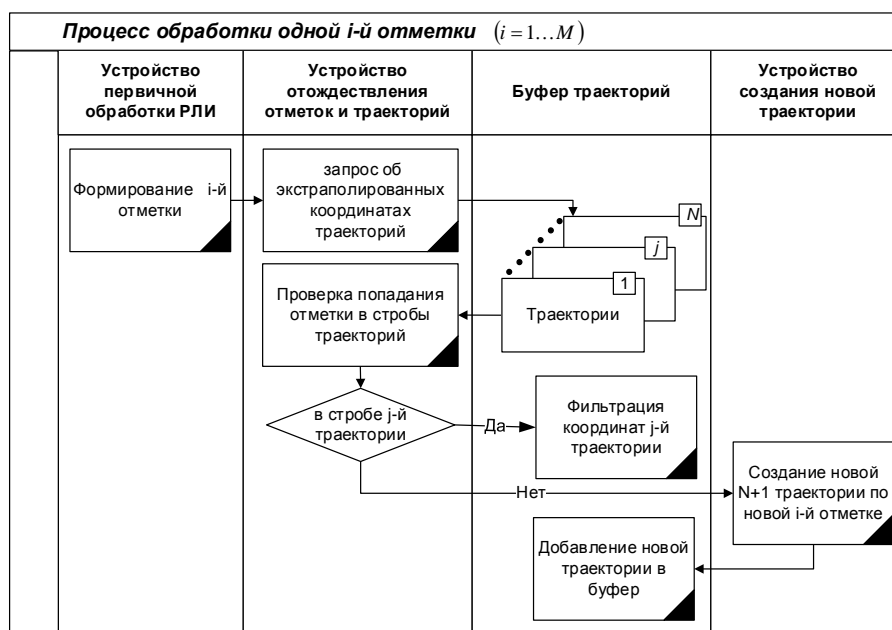 Процесс обработки одной i-й отметки (i = 1…M)
Устройство
первичной
обработки РЛИ
Устройство
отождествления
отметок и траекторий
Буфер траекторий
Устройство
создания новой
траектории
Формирование i-й
отметки
запрос об
экстраполированных
координатах
траекторий
N
j
1
Траектории
Проверка попадания
отметки в стробы
траекторий
в стробе j-й
траектории
Да
Фильтрация
координат j-й
траектории
Нет
Создание новой
N+1 траектории по
новой i-й отметке
Добавление новой
траектории в
буфер